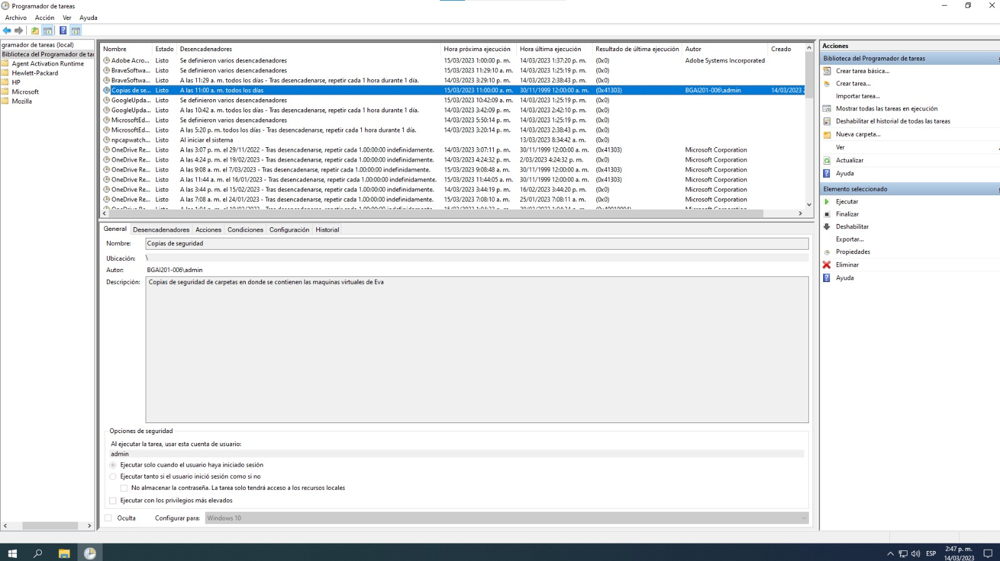 Programador de tareas
Archivo Acción Ver Ayuda
gramador de tareas (local)
Biblioteca del Programador de tar
Agent Activation Runtime
Hewlett-Packard
HP
Microsoft
Mozilla
Nombre Estado Desencadenadores Hora próxima ejecución Hora última ejecución Resultado de última ejecución Autor Creado
Adobe Acro... Listo Se definieron varios desencadenadores 15/03/2023 1:00:00 p. m. 14/03/2023 1:37:20 p. m. (0x0) Adobe Systems Incorporated
BraveSoftwa... Listo Se definieron varios desencadenadores 15/03/2023 11:29:10 a. m. 14/03/2023 1:25:19 p. m. (0x0)
BraveSoftwa... Listo A las 11:29 a. m. todos los días - Tras desencadenarse, repetir cada 1 hora durante 1 día. 14/03/2023 3:29:10 p. m. 14/03/2023 2:38:43 p. m. (0x0)
Copias de se... Listo A las 11:00 a. m. todos los días 15/03/2023 11:00:00 a. m. 30/11/1999 12:00:00 a. m. (0x41303) BGAI201-006\admin 14/03/2023 2
GoogleUpda... Listo Se definieron varios desencadenadores 15/03/2023 10:42:09 a. m. 14/03/2023 1:25:19 p. m. (0x0)
GoogleUpda... Listo A las 10:42 a. m. todos los días - Tras desencadenarse, repetir cada 1 hora durante 1 día. 14/03/2023 3:42:09 p. m. 14/03/2023 2:42:10 p. m. (0x0)
MicrosoftEd... Listo Se definieron varios desencadenadores 14/03/2023 5:50:14 p. m. 14/03/2023 1:25:19 p. m. (0x0)
MicrosoftEd... Listo A las 5:20 p. m. todos los días - Tras desencadenarse, repetir cada 1 hora durante 1 día. 14/03/2023 3:20:14 p. m. 14/03/2023 2:38:43 p. m. (0x0)
npcapwatch... Listo Al iniciar el sistema 13/03/2023 8:34:42 a. m. (0x0)
OneDrive Re... Listo A las 3:07 p. m. el 29/11/2022 - Tras desencadenarse, repetir cada 1.00:00:00 indefinidamente. 14/03/2023 3:07:11 p. m. 30/11/1999 12:00:00 a. m. (0x41303) Microsoft Corporation
OneDrive Re... Listo A las 4:24 p. m. el 19/02/2023 - Tras desencadenarse, repetir cada 1.00:00:00 indefinidamente. 14/03/2023 4:24:32 p. m. 2/03/2023 4:24:32 p. m. (0x0) Microsoft Corporation
OneDrive Re... Listo A las 9:08 a. m. el 7/03/2023 - Tras desencadenarse, repetir cada 1.00:00:00 indefinidamente. 15/03/2023 9:08:48 a. m. 30/11/1999 12:00:00 a. m. (0x41303) Microsoft Corporation
OneDrive Re... Listo A las 11:44 a. m. el 16/01/2023 - Tras desencadenarse, repetir cada 1.00:00:00 indefinidamente. 15/03/2023 11:44:05 a. m. 30/11/1999 12:00:00 a. m. (0x41303) Microsoft Corporation
OneDrive Re... Listo A las 3:44 p. m. el 15/02/2023 - Tras desencadenarse, repetir cada 1.00:00:00 indefinidamente. 14/03/2023 3:44:19 p. m. 16/02/2023 3:44:20 p. m. (0x0) Microsoft Corporation
OneDrive Re... Listo A las 7:08 a. m. el 24/01/2023 - Tras desencadenarse, repetir cada 1.00:00:00 indefinidamente. 15/03/2023 7:08:10 a. m. 25/01/2023 7:08:11 a. m. (0x0) Microsoft Corporation
General Desencadenadores Acciones Condiciones Configuración Historial
Nombre: Copias de seguridad
Ubicación: \
Autor: BGAI201-006\admin
Descripción: Copias de seguridad de carpetas en donde se contienen las maquinas virtuales de Eva
Opciones de seguridad
Al ejecutar la tarea, usar esta cuenta de usuario:
admin
Ejecutar solo cuando el usuario haya iniciado sesión
Ejecutar tanto si el usuario inició sesión como si no
No almacenar la contraseña. La tarea solo tendrá acceso a los recursos locales
Ejecutar con los privilegios más elevados
Oculta Configurar para: Windows 10
Acciones
Biblioteca del Programador de tareas
Crear tarea básica...
Crear tarea...
Importar tarea...
Mostrar todas las tareas en ejecución
Deshabilitar el historial de todas las tareas
Nueva carpeta...
Ver
Actualizar
Ayuda
Elemento seleccionado
Ejecutar
Finalizar
Deshabilitar
Exportar...
Propiedades
Eliminar
Ayuda
ESP
2:47 p. m.
14/03/2023